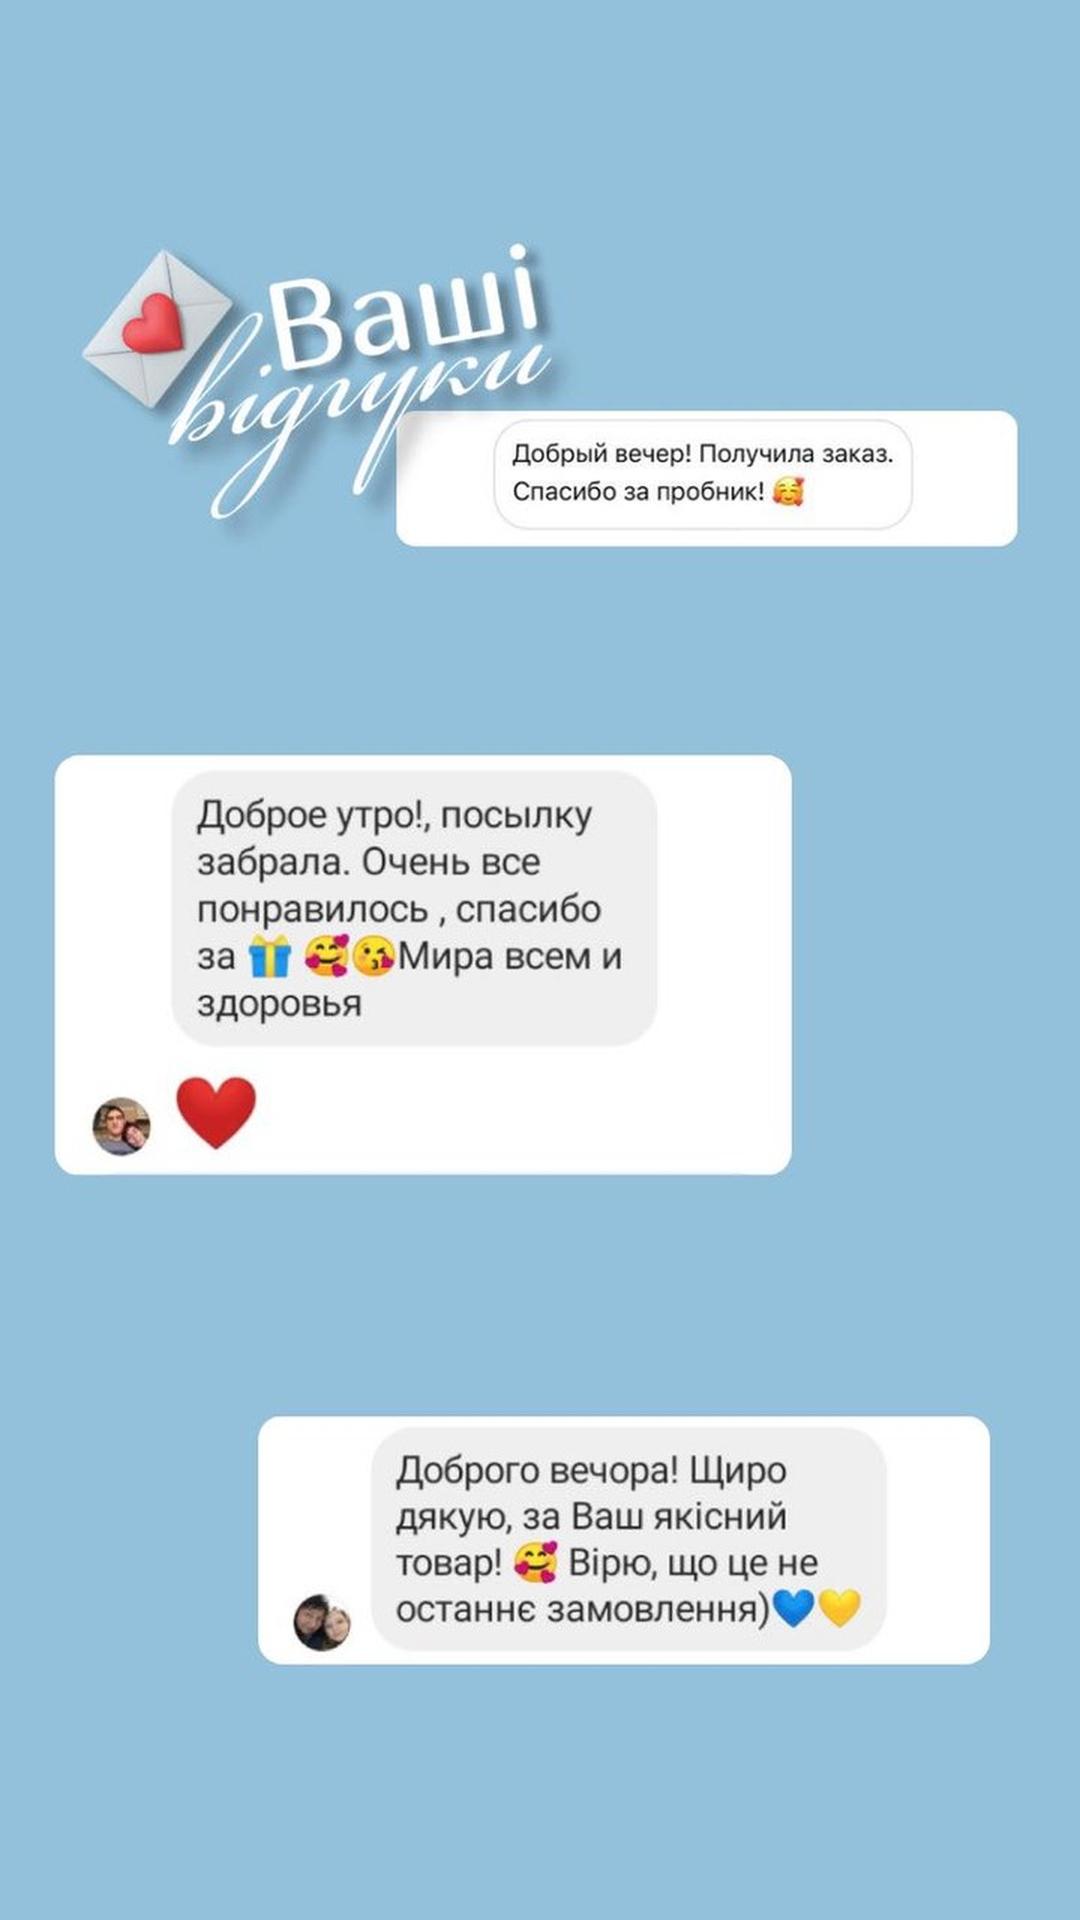 Ваші
відгуки
Добрый вечер! Получила заказ.
Спасибо за пробник! 🥰
Доброе утро!, посылку
забрала. Очень все
понравилось , спасибо
за 🎁 🥰😘Мира всем и
здоровья
❤️
Доброго вечора! Щиро
дякую, за Ваш якісний
товар! 🥰 Вірю, що це не
останнє замовлення)💙💛